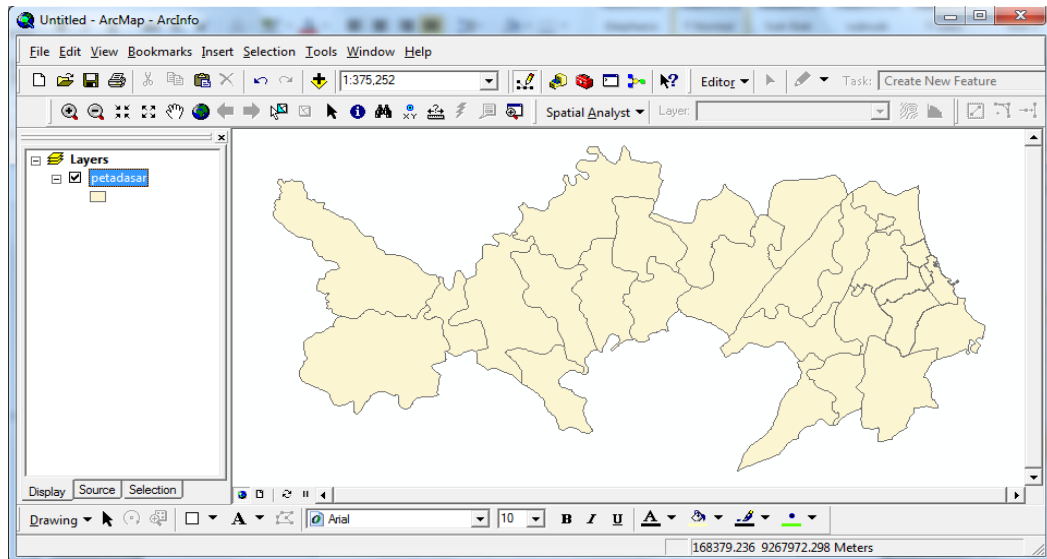 Untitled - ArcMap - ArcInfo
File Edit View Bookmarks Insert Selection Tools Window Help
1:375,252 Editor Task: Create New Feature
Spatial Analyst Layer:
Layers
petadasar
Display Source Selection
Drawing A Arial 10 B I U A
168379.236 9267972.298 Meters